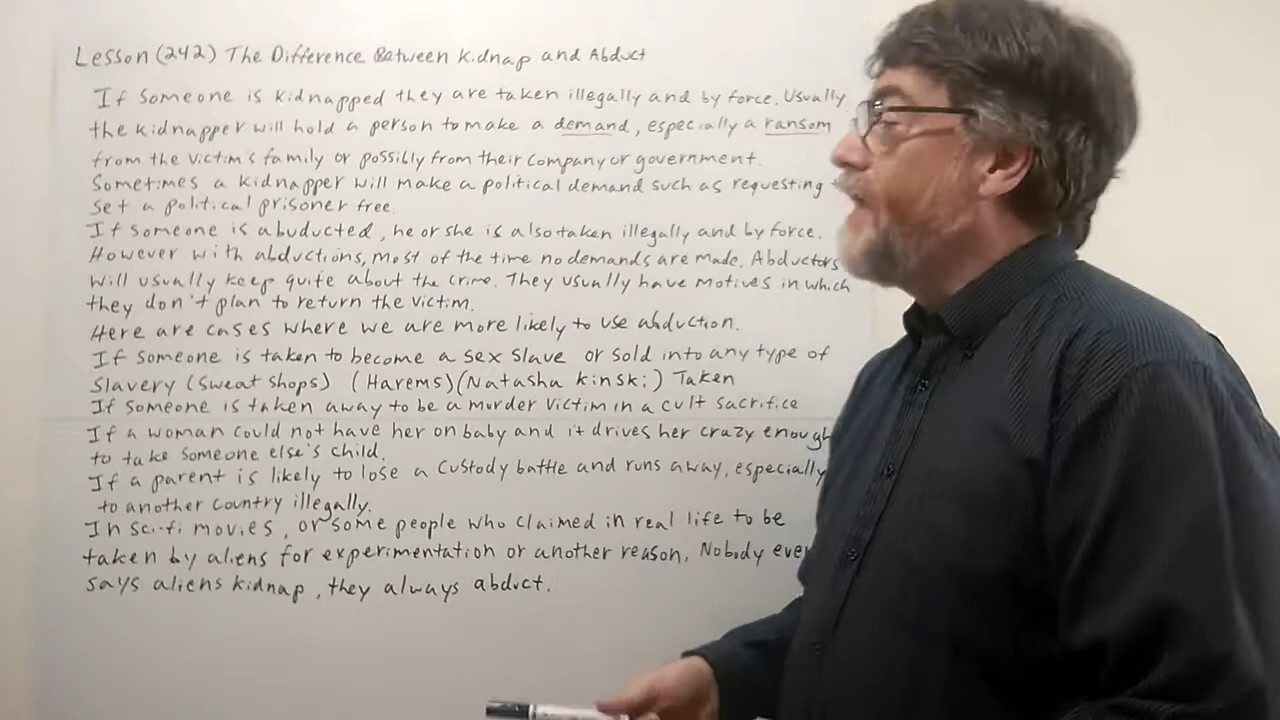 Lesson (242) The Difference Between Kidnap and Abduct
If someone is kidnapped they are taken illegally and by force. Usually
the kidnapper will hold a person to make a demand, especially a ransom
from the victim's family or possibly from their company or government.
Sometimes a kidnapper will make a political demand such as requesting
set a political prisoner free.
If someone is abuducted, he or she is also taken illegally and by force.
However with abductions, most of the time no demands are made. Abductors
will usually keep quite about the crime. They usually have motives in which
they don't plan to return the victim.
Here are cases where we are more likely to use abduction.
If someone is taken to become a sex slave or sold into any type of
slavery (sweat shops) (Harems) (Natasha Kinski) Taken
If someone is taken away to be a murder victim in a cult sacrifice
If a woman could not have her on baby and it drives her crazy enough
to take someone else's child.
If a parent is likely to lose a custody battle and runs away, especially
to another country illegally.
In sci-fi movies, or some people who claimed in real life to be
taken by aliens for experimentation or another reason. Nobody ever
says aliens kidnap, they always abduct.